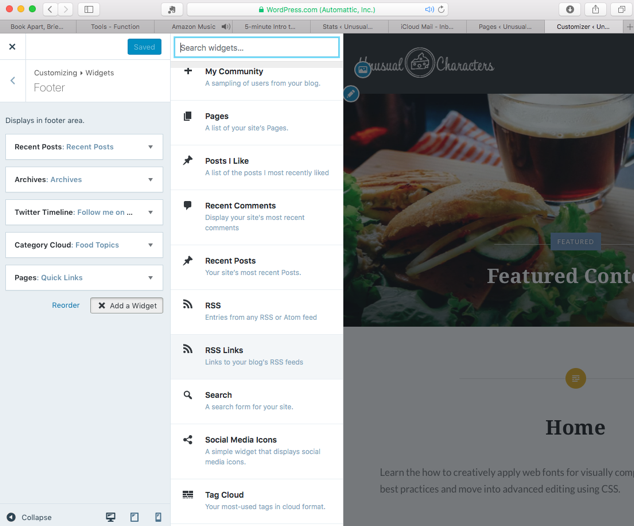 WordPress.com (Automattic, Inc.)
Book Apart, Brie...
Tools - Function
Amazon Music
5-minute Intro t...
Stats ‹ Unusual...
iCloud Mail - Inb...
Pages ‹ Unusual...
Customizer ‹ Un...
Saved
Search widgets...
Customizing ▸ Widgets
Footer
Displays in footer area.
Recent Posts: Recent Posts
Archives: Archives
Twitter Timeline: Follow me on ...
Category Cloud: Food Topics
Pages: Quick Links
Reorder
Add a Widget
Collapse
My Community
A sampling of users from your blog.
Pages
A list of your site's Pages.
Posts I Like
A list of the posts I most recently liked
Recent Comments
Display your site's most recent
comments
Recent Posts
Your site's most recent Posts.
RSS
Entries from any RSS or Atom feed
RSS Links
Links to your blog's RSS feeds
Search
A search form for your site.
Social Media Icons
A simple widget that displays social
media icons.
Tag Cloud
Your most-used tags in cloud format.
Unusual Characters
FEATURED
Featured Conte
Home
Learn the how to creatively apply web fonts for visually com
best practices and move into advanced editing using CSS.